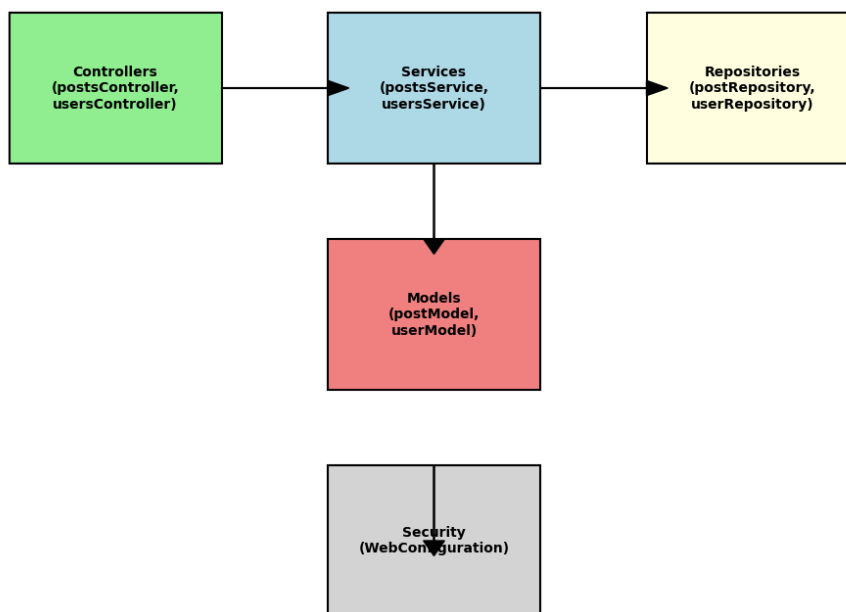 Controllers
(postsController,
usersController)
Services
(postsService,
usersService)
Repositories
(postRepository,
userRepository)
Models
(postModel,
userModel)
Security
(WebConfiguration)